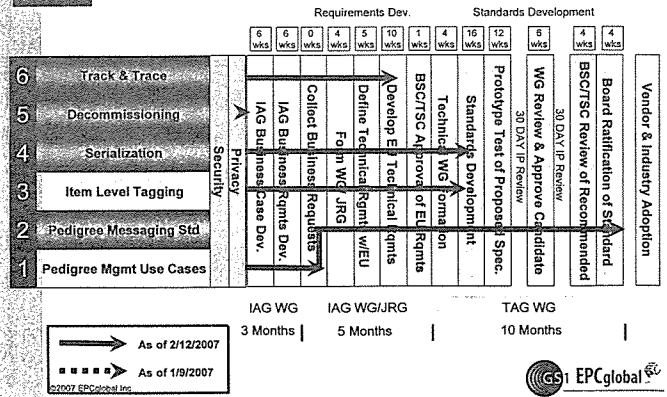 Requirements Dev.
Standards Development
6 wks
6 wks
0 wks
4 wks
5 wks
10 wks
1 wks
4 wks
16 wks
12 wks
6 wks
4 wks
4 wks
6 Track & Trace
5 Decommissioning
4 Serialization
3 Item Level Tagging
2 Pedigree Messaging Std
1 Pedigree Mgmt Use Cases
Security
Privacy
IAG Business Case Dev.
IAG Business Rqmts Dev.
Collect Business Requests
Form WG JRG
Define Technical Rqmt w/EU
Develop EU Technical Rqmts
BSC/TSC Approval of EU Rqmts
Technical WG Formation
Standards Development
Prototype Test of Proposed Spec.
30 DAY IP Review
WG Review & Approve Candidate
30 DAY IP Review
BSC/TSC Review of Recommended
Board Ratification of Standard
Vendor & Industry Adoption
IAG WG
IAG WG/JRG
TAG WG
3 Months
5 Months
10 Months
As of 2/12/2007
As of 1/9/2007
©2007 EPCglobal Inc
GS1 EPCglobal